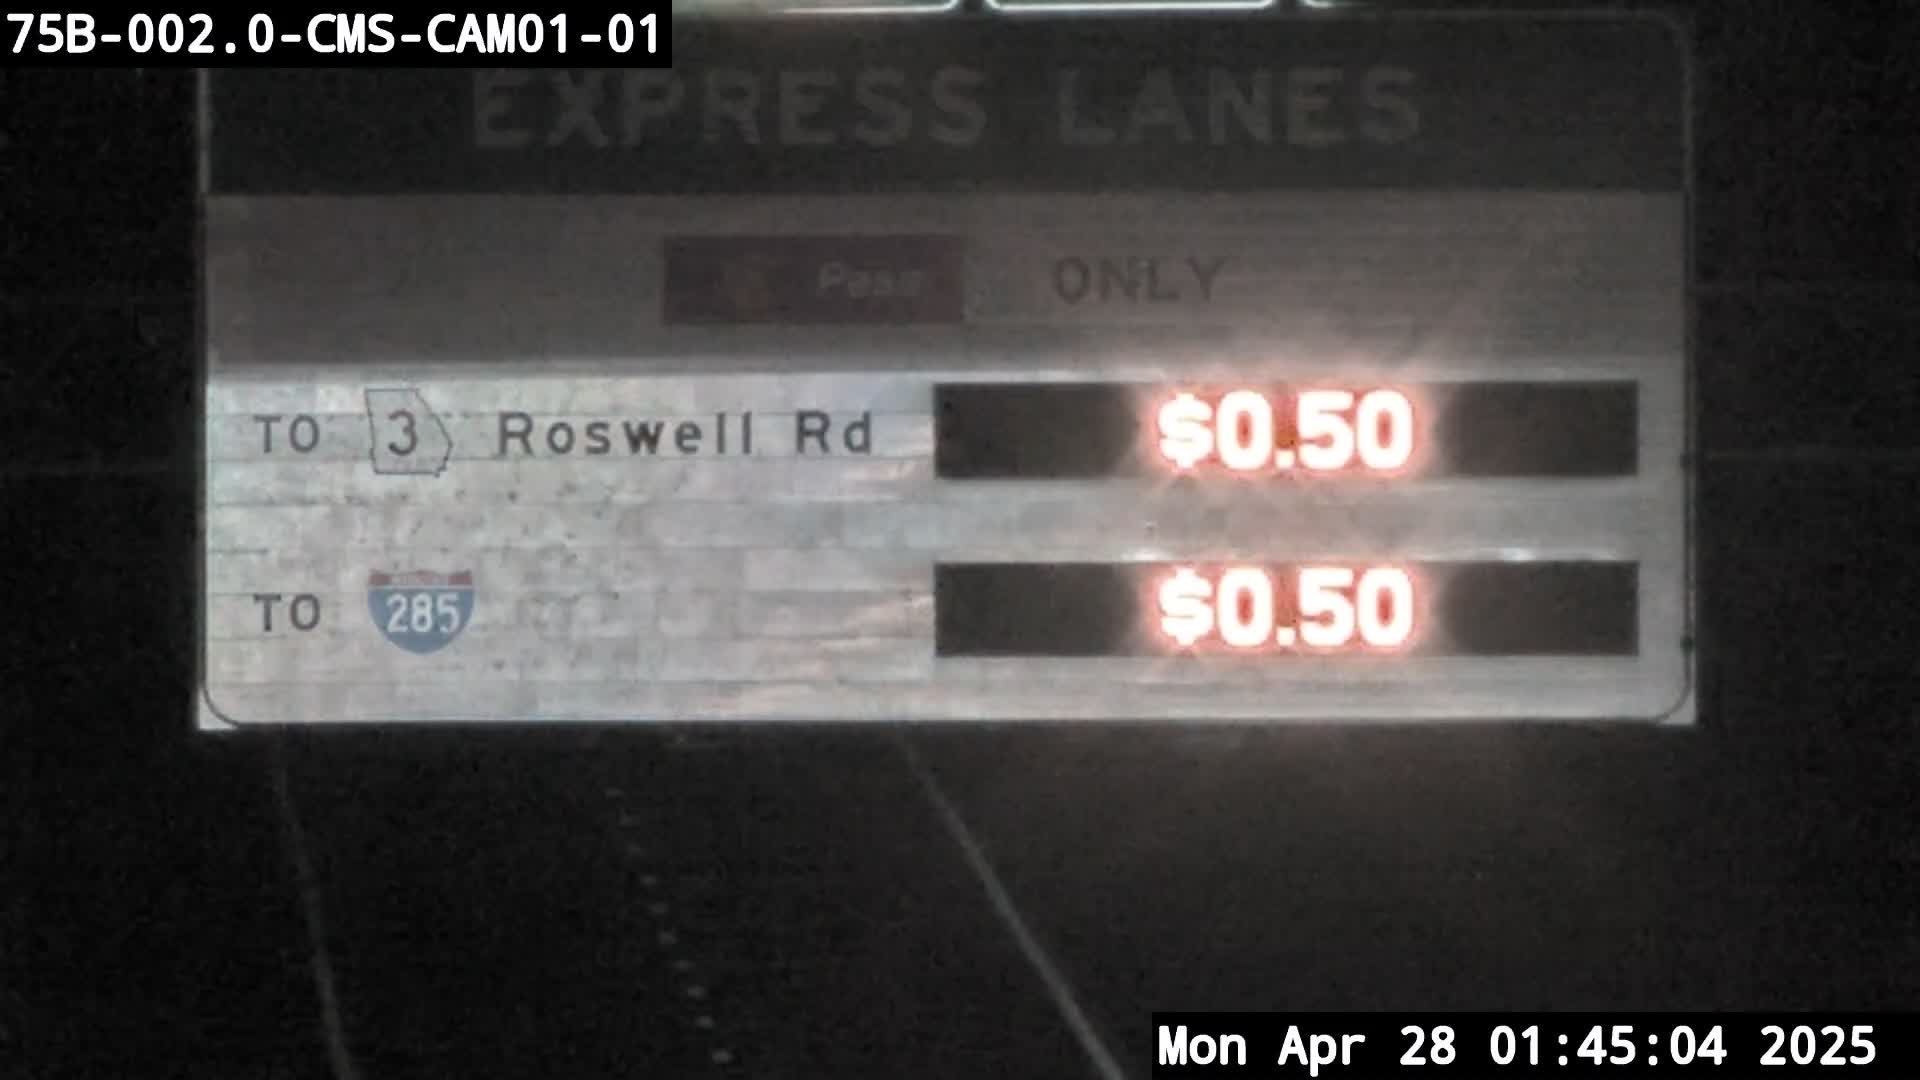 75B-002.0-CMS-CAM01-01
EXPRESS LANES
Pass ONLY
TO 3 Roswell Rd $0.50
TO 285 $0.50
Mon Apr 28 01:45:04 2025